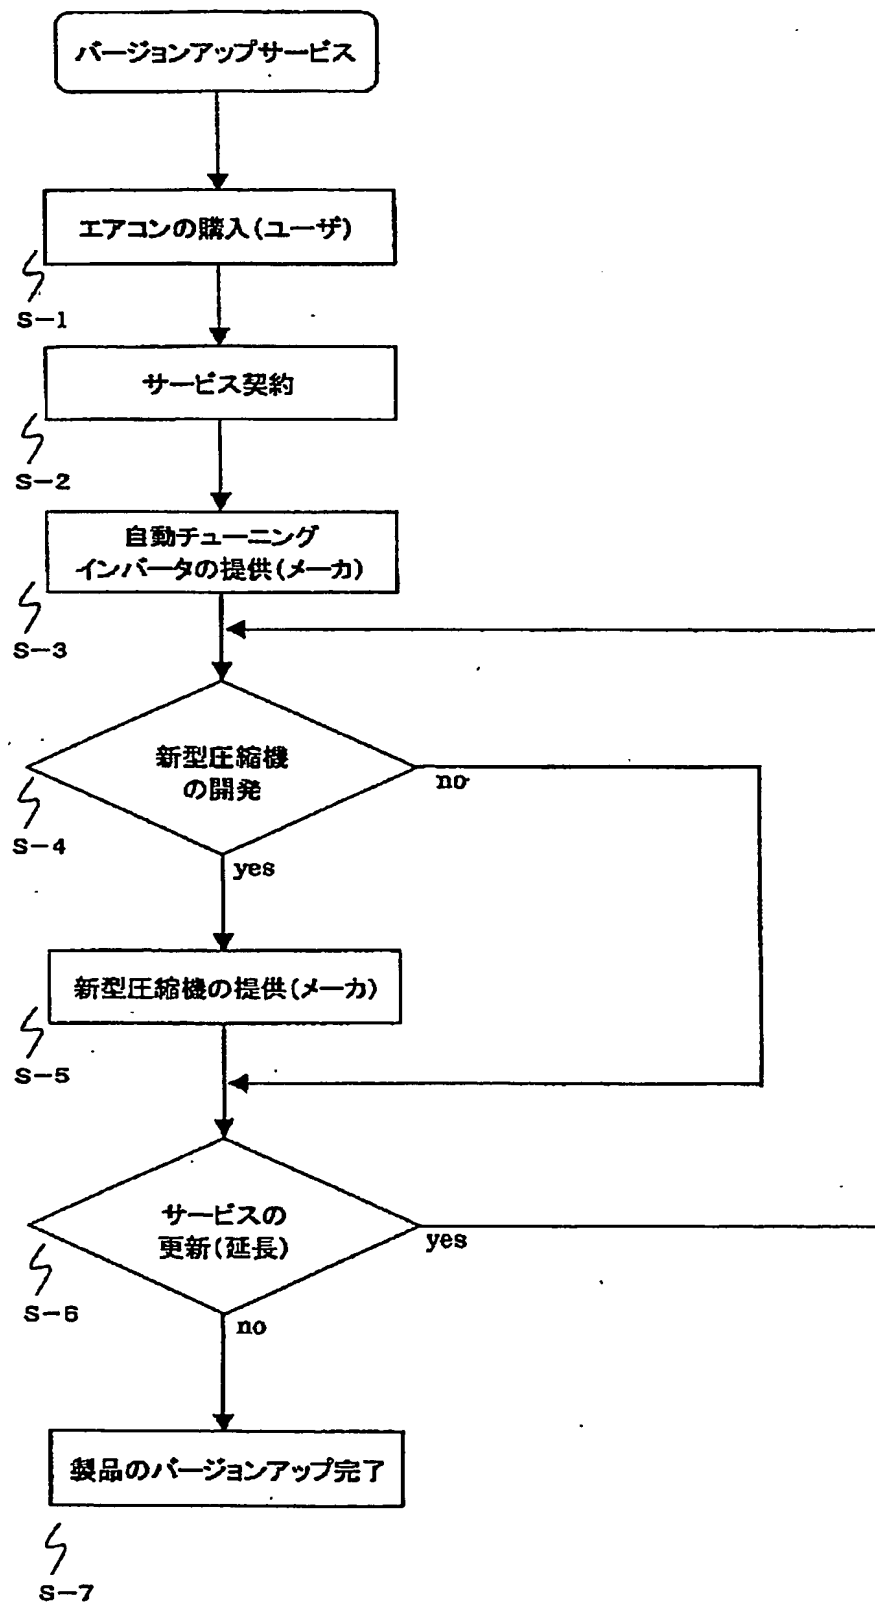 バージョンアップサービス
エアコンの購入(ユーザ)
S-1
サービス契約
S-2
自動チューニング
インバータの提供(メーカ)
S-3
新型圧縮機
の開発
no
S-4
yes
新型圧縮機の提供(メーカ)
S-5
サービスの
更新(延長)
yes
S-6
no
製品のバージョンアップ完了
S-7